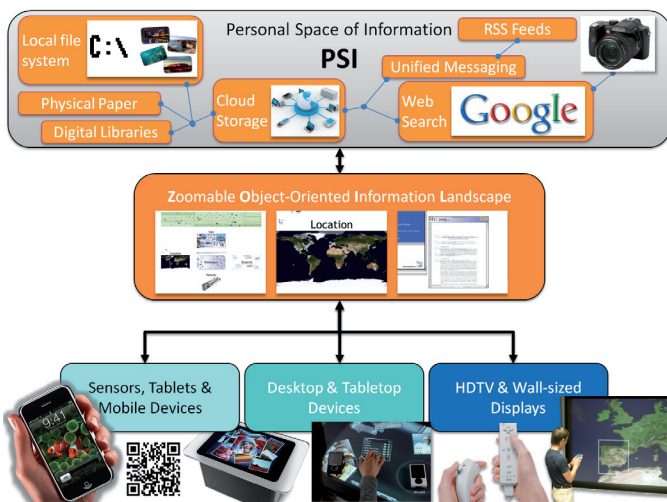 Personal Space of Information
PSI
Local file
system
C:\
RSS Feeds
Unified Messaging
Physical Paper
Digital Libraries
Cloud
Storage
Web
Search
Google
Zoomable Object-Oriented Information Landscape
Location
Location
Sensors, Tablets &
Mobile Devices
Desktop & Tabletop
Devices
HDTV & Wall-sized
Displays
9:41